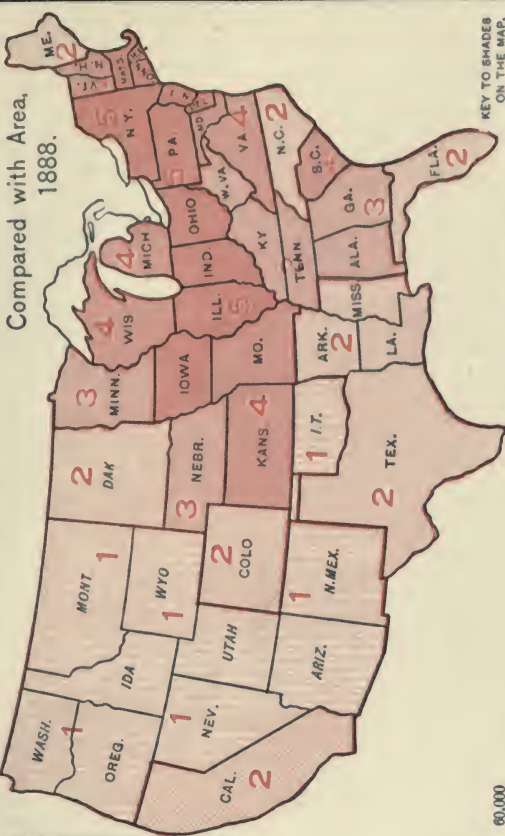 Compared with Area,
1888.
WASH.
1
OREG.
CAL.
2
NEV.
1
IDA
MONT
1
WYO
1
UTAH
ARIZ.
COLO
2
N.MEX.
1
DAK
2
NEBR.
3
KANS.
4
I.T.
1
TEX.
2
MINN.
3
IOWA
MO.
ARK.
2
LA.
WIS
4
ILL.
5
MICH
4
IND
OHIO
KY
TENN.
3
MISS
ALA.
GA.
3
FLA.
2
S.C.
4
N.C.
2
VA
4
W.VA
MD
PA.
5
N.Y.
5
ME.
2
MASS
KEY TO SHADES
ON THE MAP.
60,000